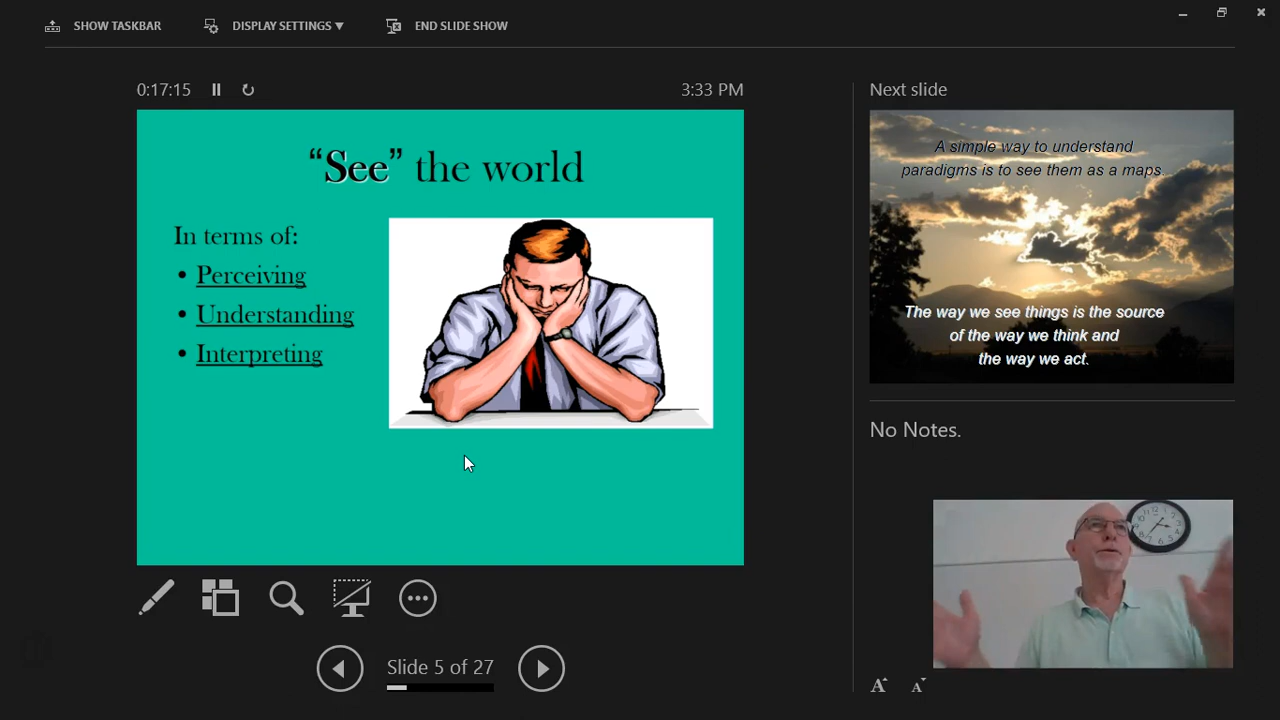 SHOW TASKBAR
DISPLAY SETTINGS ▼
END SLIDE SHOW
0:17:15
3:33 PM
“See” the world
In terms of:
• Perceiving
• Understanding
• Interpreting
Next slide
A simple way to understand
paradigms is to see them as a maps.
The way we see things is the source
of the way we think and
the way we act.
No Notes.
Slide 5 of 27
A A